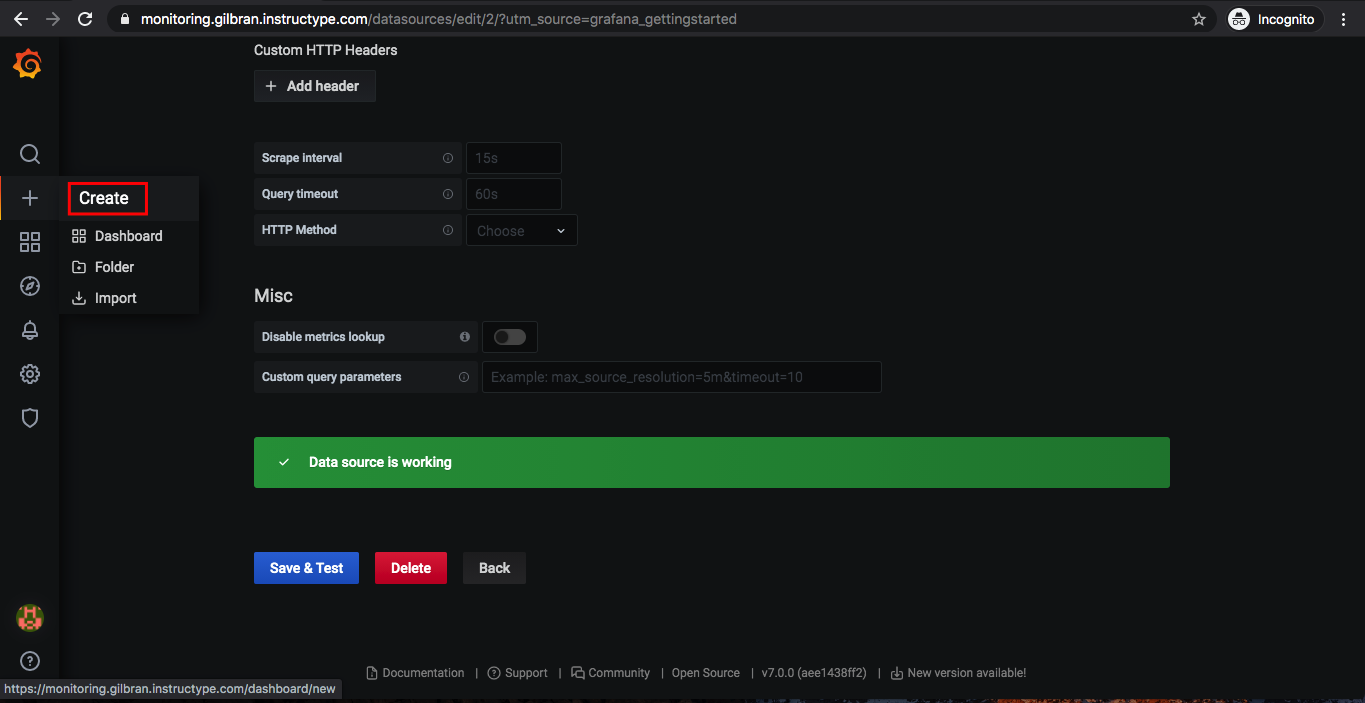 monitoring.gilbran.instructype.com/datasources/edit/2/?utm_source=grafana_gettingstarted
Incognito
Custom HTTP Headers
Add header
Scrape interval
15s
Query timeout
60s
HTTP Method
Choose
Create
Dashboard
Folder
Import
Misc
Disable metrics lookup
Custom query parameters
Example: max_source_resolution=5m&timeout=10
Data source is working
Save & Test
Delete
Back
Documentation | Support | Community | Open Source | v7.0.0 (aee1438ff2) | New version available!
https://monitoring.gilbran.instructype.com/dashboard/new